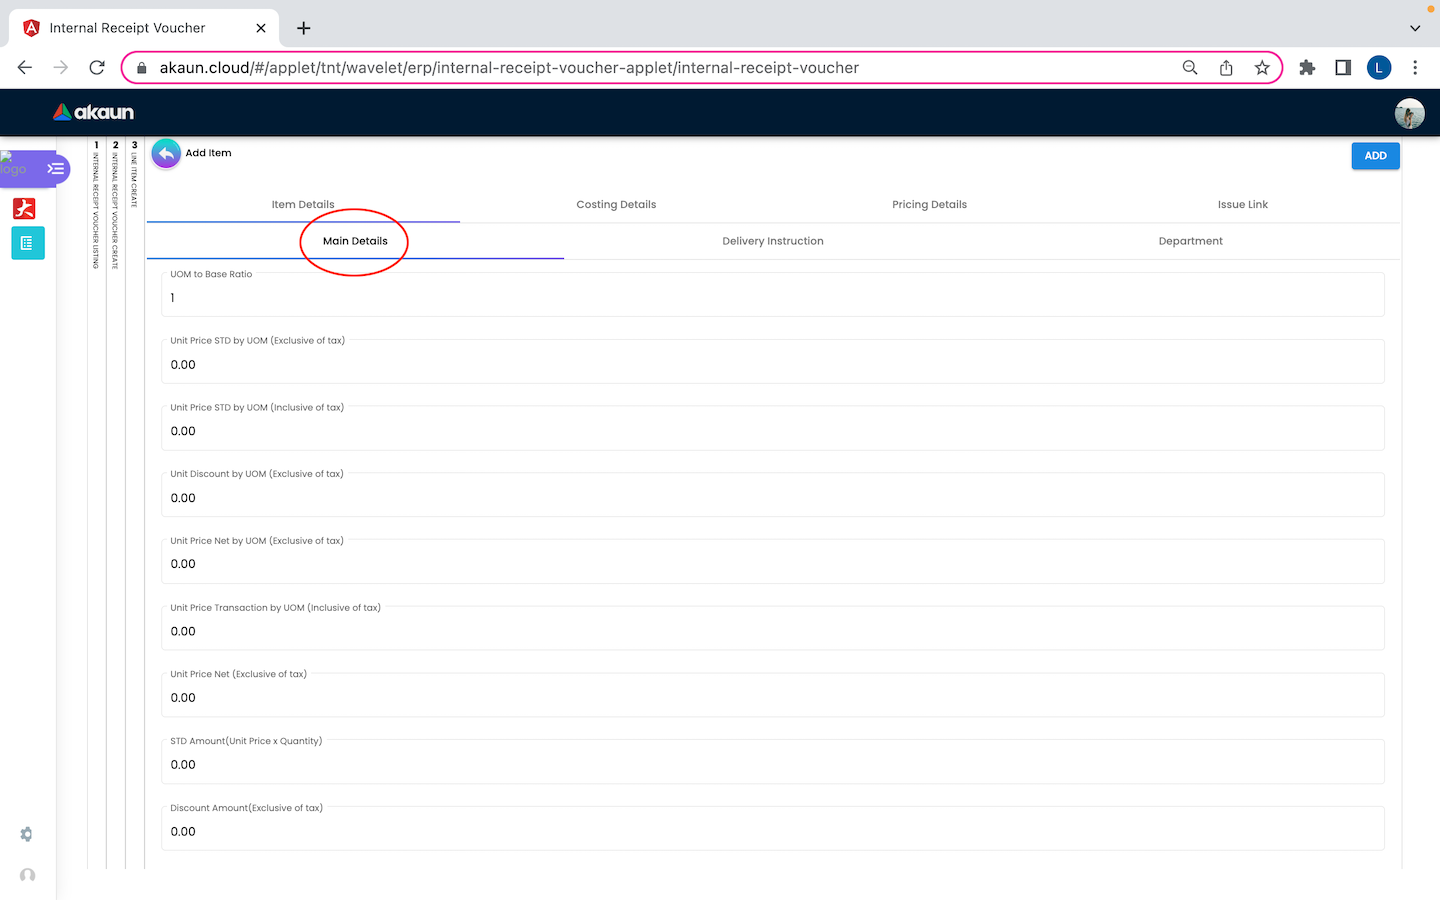 Internal Receipt Voucher
akaun.cloud/#/applet/tnt/wavelet/erp/internal-receipt-voucher-applet/internal-receipt-voucher
L
akaun
logo
1 INTERNAL RECEIPT VOUCHER LISTING
2 INTERNAL RECEIPT VOUCHER CREATE
3 LINE ITEM CREATE
Add Item
ADD
Item Details
Costing Details
Pricing Details
Issue Link
Main Details
Delivery Instruction
Department
UOM to Base Ratio
1
Unit Price STD by UOM (Exclusive of tax)
0.00
Unit Price STD by UOM (Inclusive of tax)
0.00
Unit Discount by UOM (Exclusive of tax)
0.00
Unit Price Net by UOM (Exclusive of tax)
0.00
Unit Price Transaction by UOM (Inclusive of tax)
0.00
Unit Price Net (Exclusive of tax)
0.00
STD Amount(Unit Price x Quantity)
0.00
Discount Amount(Exclusive of tax)
0.00